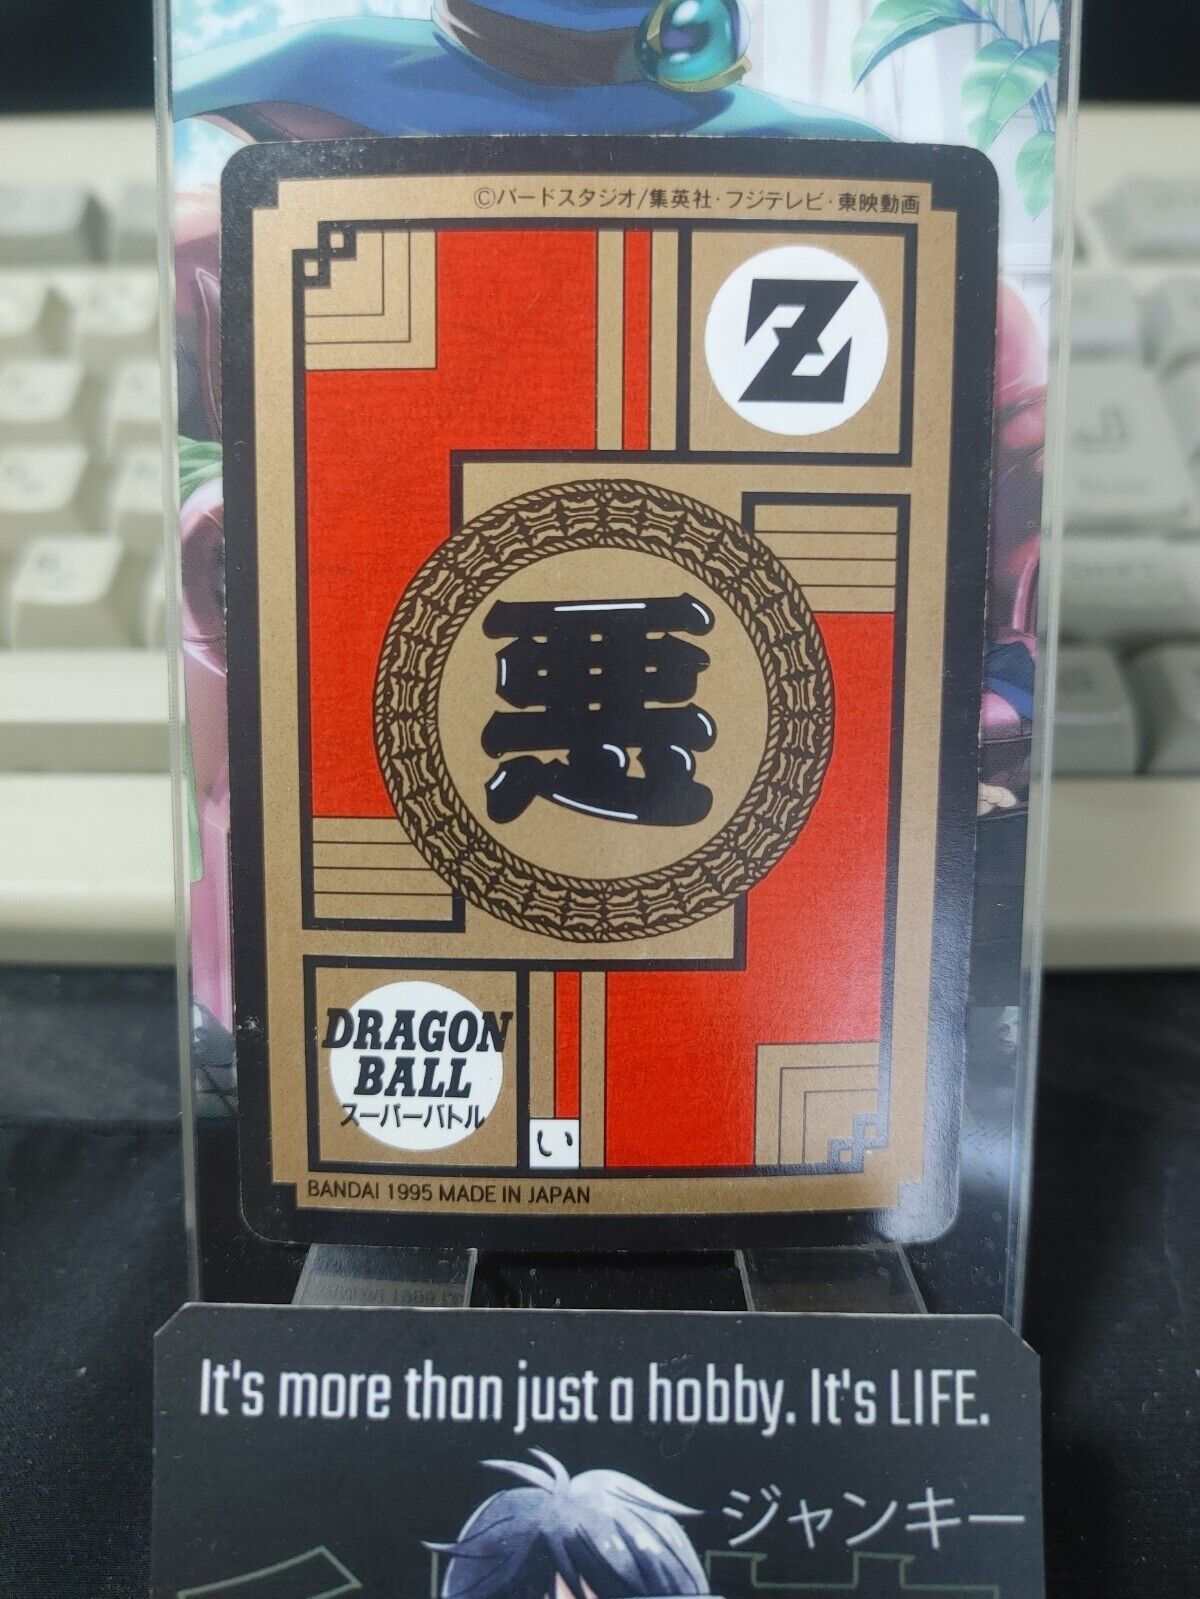 ©バードスタジオ/集英社・フジテレビ・東映動画
Z
悪
DRAGON
BALL
スーパーバトル
い
BANDAI 1995 MADE IN JAPAN
It's more than just a hobby. It's LIFE.
ジャンキー